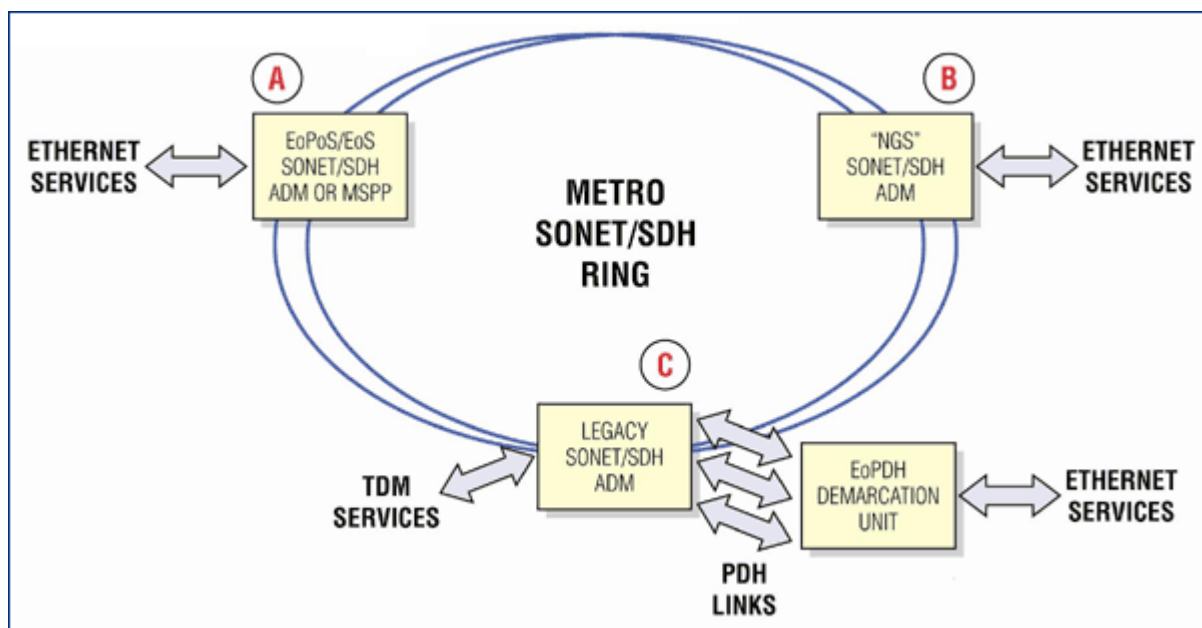 A
B
ETHERNET
SERVICES
EoPoS/EoS
SONET/SDH
ADM OR MSPP
METRO
SONET/SDH
RING
"NGS"
SONET/SDH
ADM
ETHERNET
SERVICES
C
LEGACY
SONET/SDH
ADM
TDM
SERVICES
EoPDH
DEMARCATION
UNIT
ETHERNET
SERVICES
PDH
LINKS